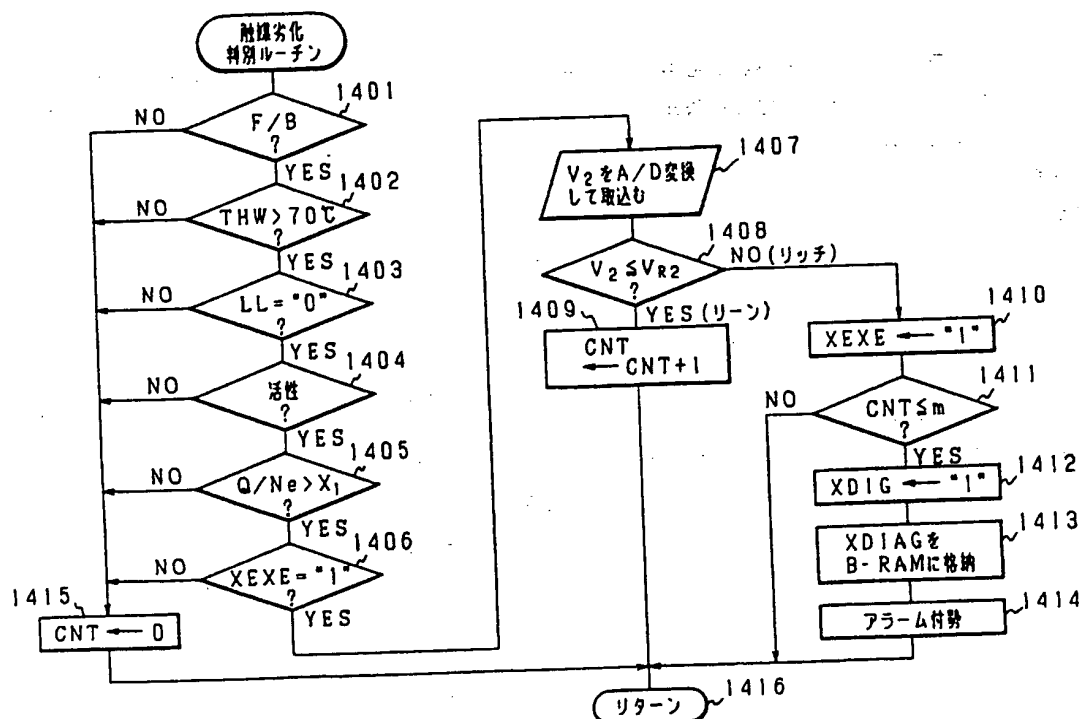 触媒劣化
判別ルーチン
1401
NO
F/B
?
YES
1402
NO
THW>70℃
?
YES
1403
NO
LL="0"
?
YES
1404
NO
活性
?
YES
1405
NO
Q/Ne>X1
?
YES
1406
NO
XEXE="1"
?
YES
1415
CNT ← 0
1407
V2をA/D変換
して取込む
1408
V2≦VR2
?
NO(リッチ)
YES(リーン)
1409
CNT
← CNT+1
1410
XEXE ← "1"
1411
NO
CNT≦m
?
YES
1412
XDIG ← "1"
1413
XDIAGを
B-RAMに格納
1414
アラーム付勢
リターン
1416